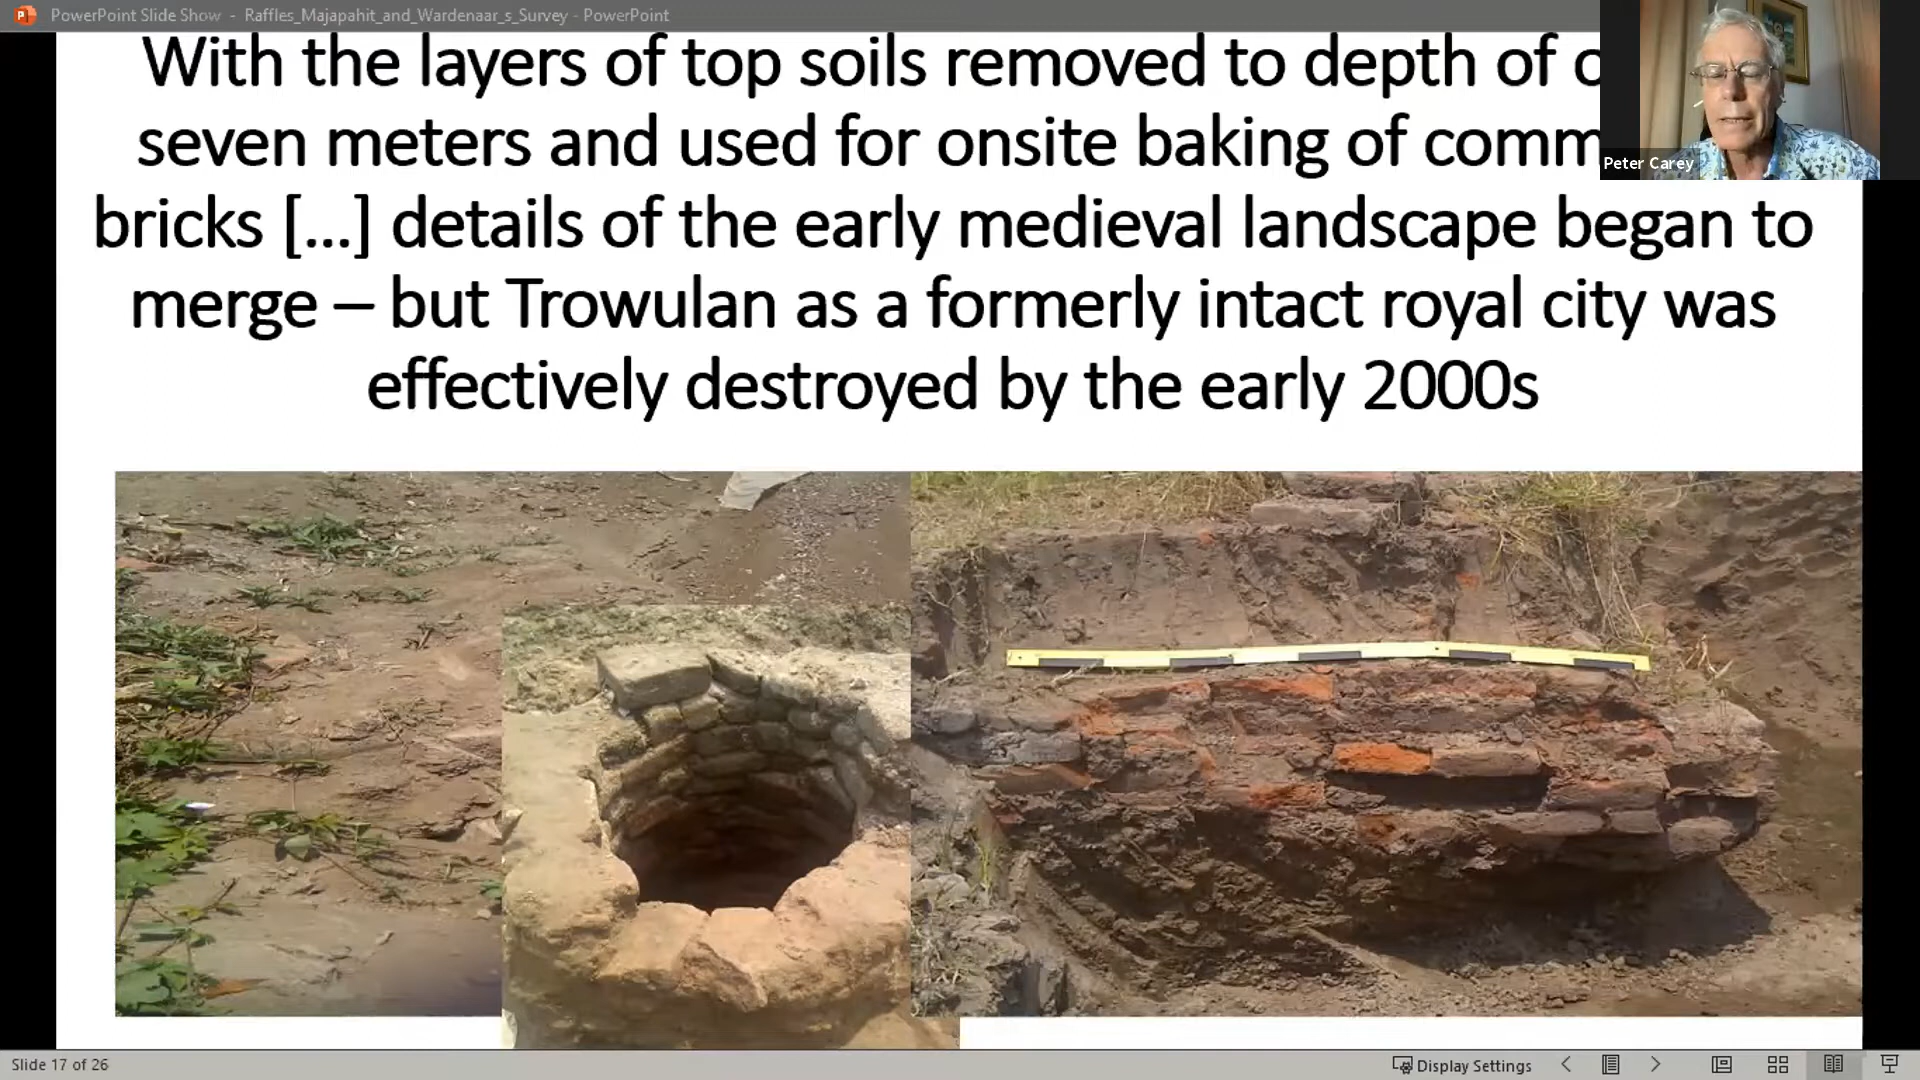 PowerPoint Slide Show - Raffles_Majapahit_and_Wardenaar_s_Survey - PowerPoint
With the layers of top soils removed to depth of
seven meters and used for onsite baking of
bricks [...] details of the early medieval landscape began to
merge – but Trowulan as a formerly intact royal city was
effectively destroyed by the early 2000s
Peter Carey
Slide 17 of 26
Display Settings